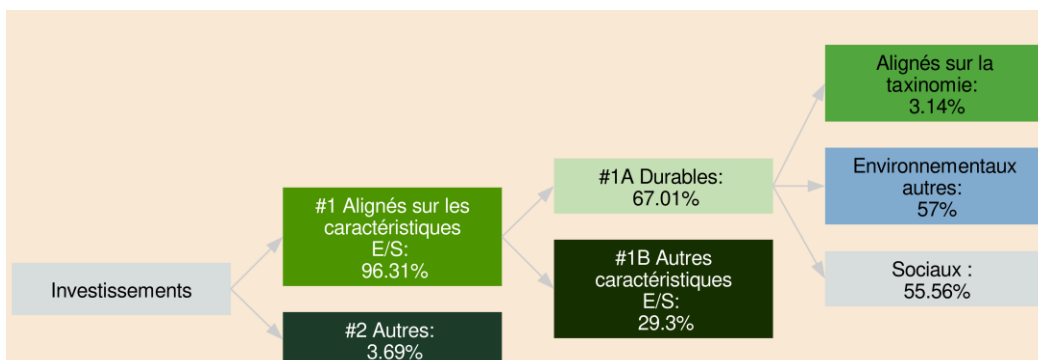 Investissements
#1 Alignés sur les
caractéristiques
E/S:
96.31%
#2 Autres:
3.69%
#1A Durables:
67.01%
#1B Autres
caractéristiques
E/S:
29.3%
Alignés sur la
taxinomie:
3.14%
Environnementaux
autres:
57%
Sociaux :
55.56%